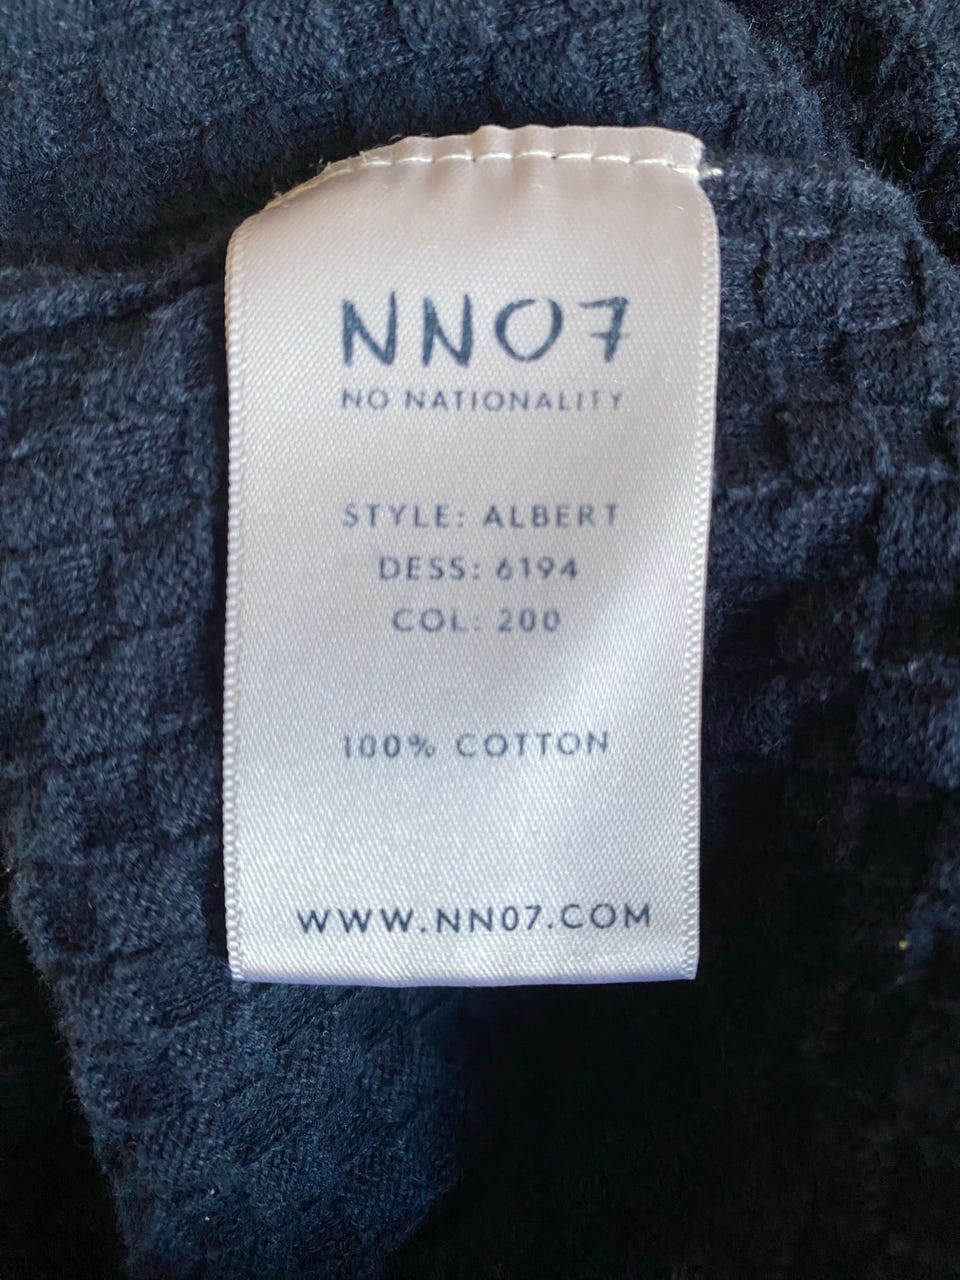 NN07
NO NATIONALITY
STYLE: ALBERT
DESS: 6194
COL: 200
100% COTTON
WWW.NN07.COM